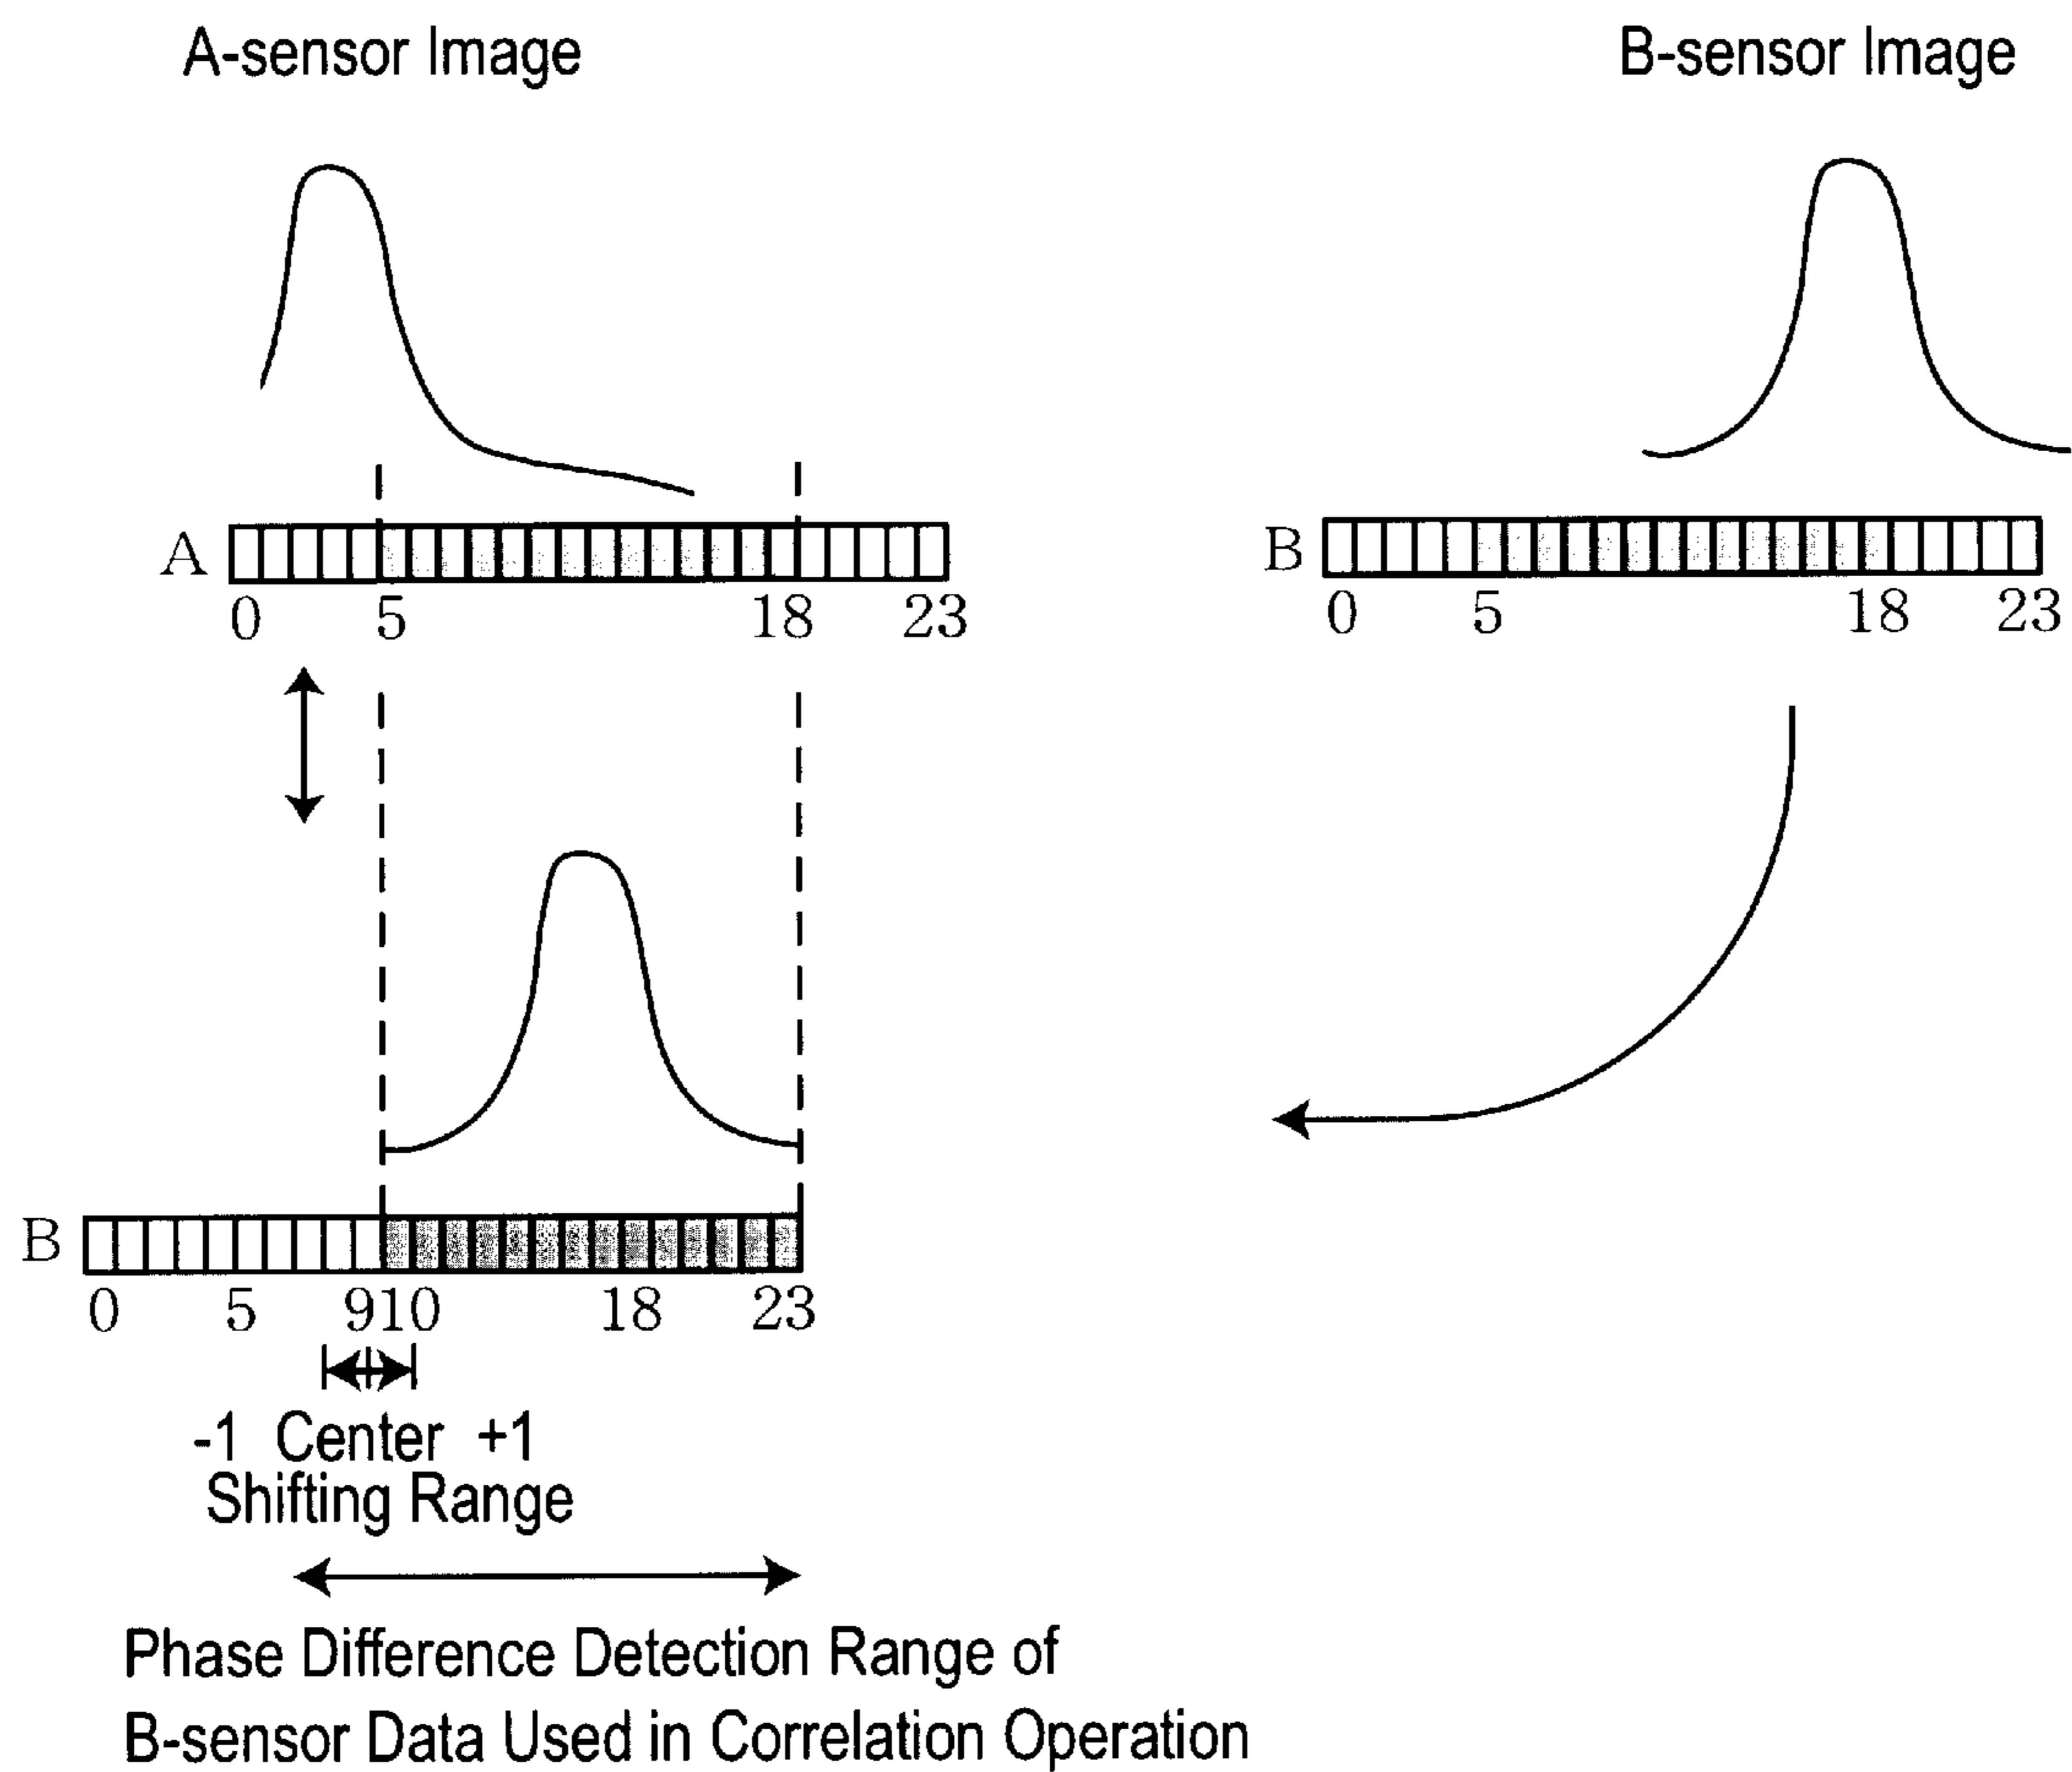 A-sensor Image
B-sensor Image
A
0 5 18 23
B
0 5 18 23
B
0 5 910 18 23
-1 Center +1
Shifting Range
Phase Difference Detection Range of
B-sensor Data Used in Correlation Operation